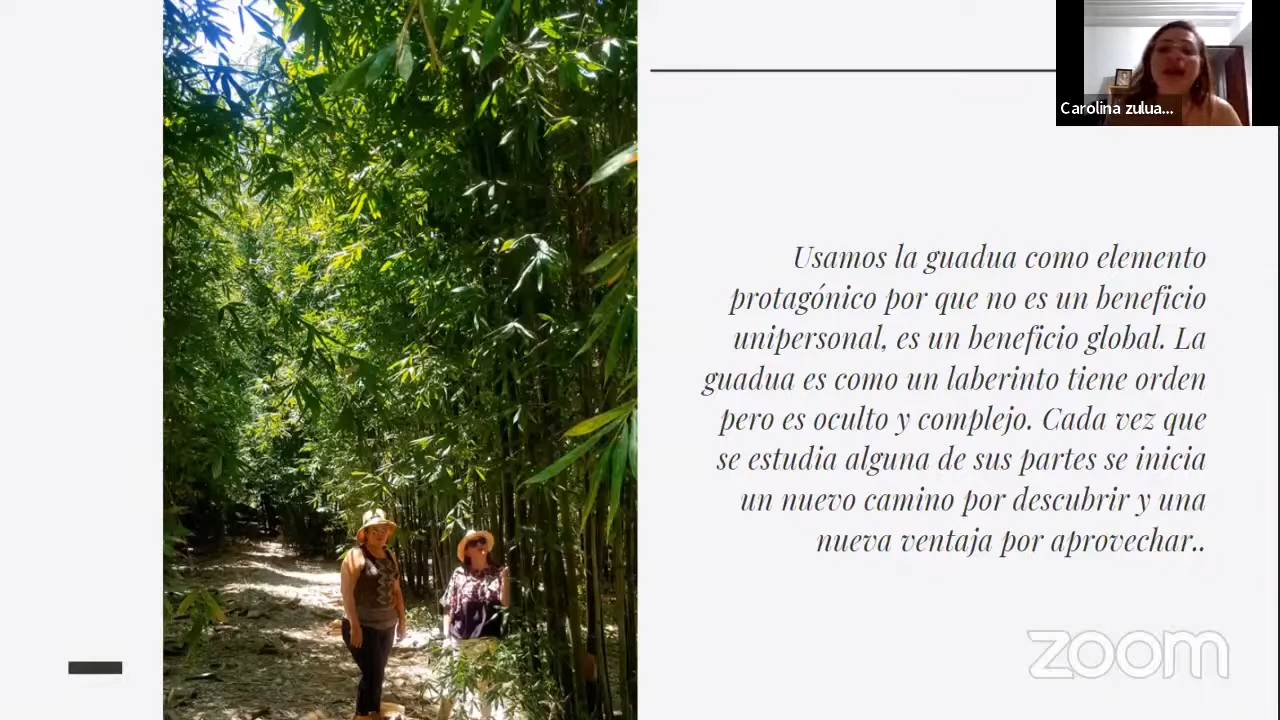 Carolina zulua...
Usamos la guadua como elemento
protagónico por que no es un beneficio
unipersonal, es un beneficio global. La
guadua es como un laberinto tiene orden
pero es oculto y complejo. Cada vez que
se estudia alguna de sus partes se inicia
un nuevo camino por descubrir y una
nueva ventaja por aprovechar..
zoom